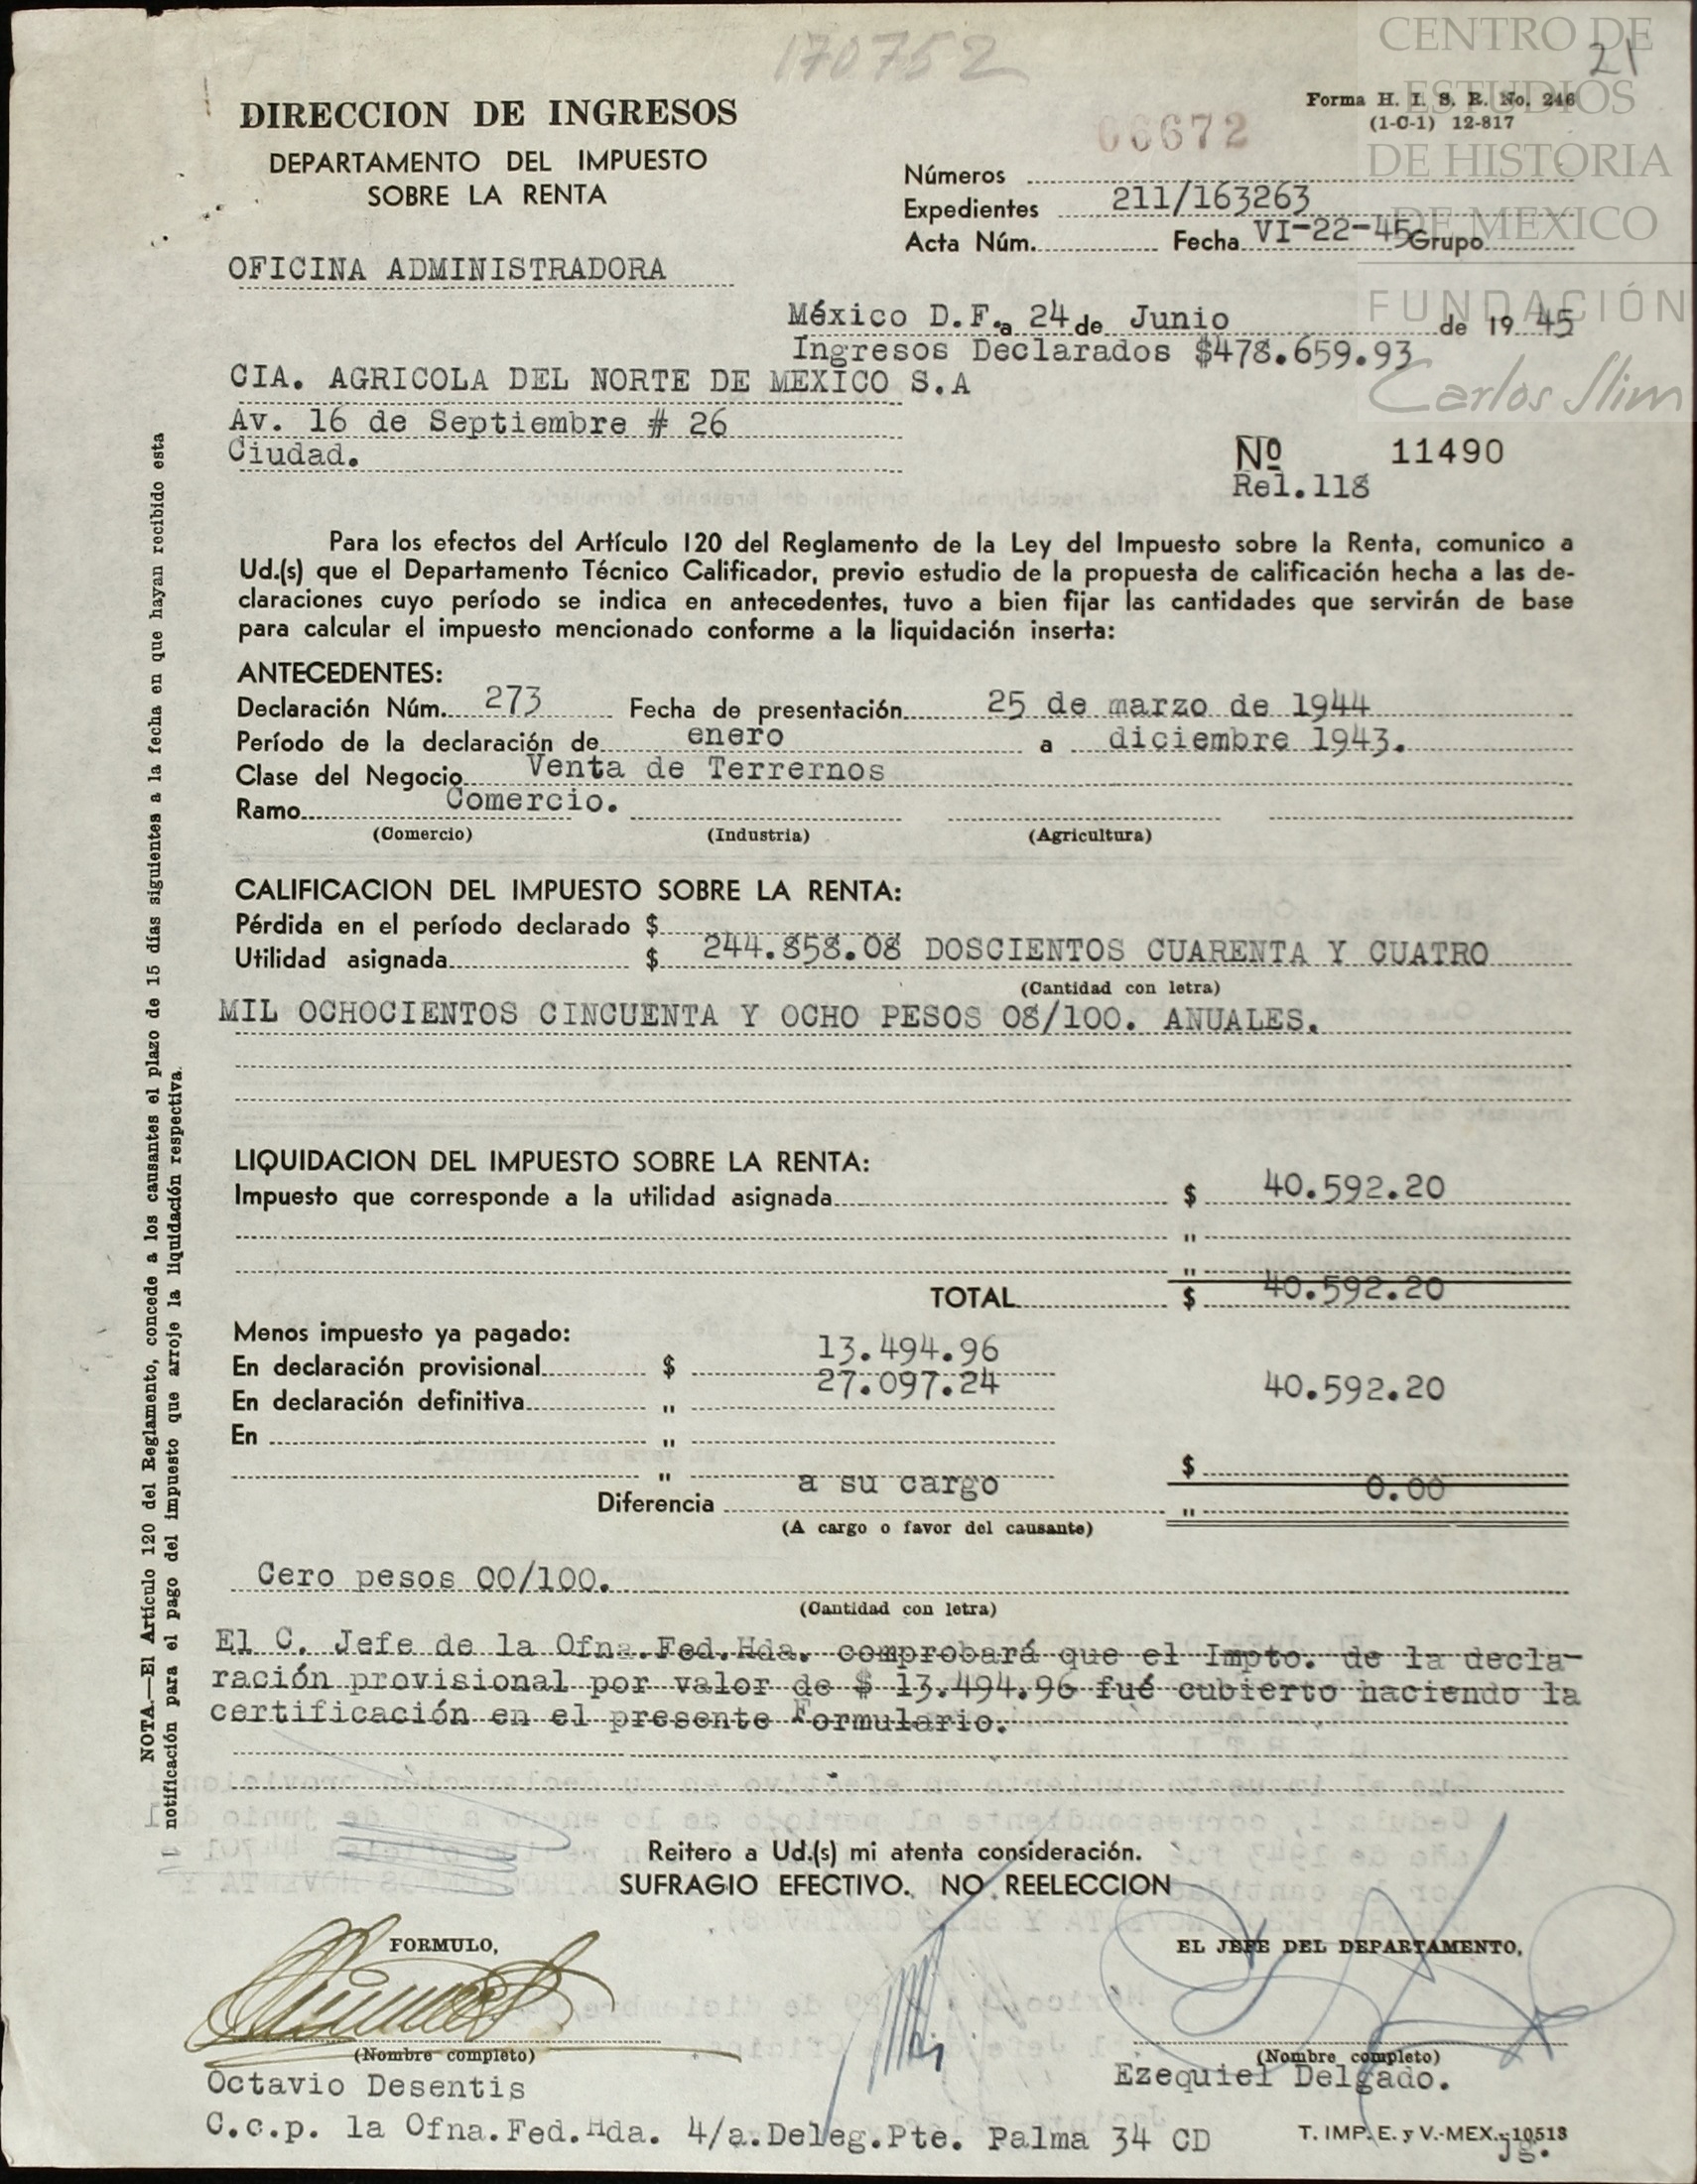 170752
CENTRO DE
ESTUDIOS
DE HISTORIA
DE MEXICO
FUNDACIÓN
Carlos Slim
21
DIRECCION DE INGRESOS
DEPARTAMENTO DEL IMPUESTO
SOBRE LA RENTA
Forma H. I. S. R. No. 246
(1-C-1) 12-817
06672
Números
Expedientes 211/163263
Acta Núm. Fecha VI-22-45 Grupo
OFICINA ADMINISTRADORA
México D.F. a 24 de Junio de 19 45
Ingresos Declarados $478.659.93
CIA. AGRICOLA DEL NORTE DE MEXICO S.A
Av. 16 de Septiembre # 26
Ciudad.
Nº 11490
Rel.118
Para los efectos del Artículo 120 del Reglamento de la Ley del Impuesto sobre la Renta, comunico a
Ud.(s) que el Departamento Técnico Calificador, previo estudio de la propuesta de calificación hecha a las de-
claraciones cuyo período se indica en antecedentes, tuvo a bien fijar las cantidades que servirán de base
para calcular el impuesto mencionado conforme a la liquidación inserta:
ANTECEDENTES:
Declaración Núm. 273 Fecha de presentación 25 de marzo de 1944
Período de la declaración de enero a diciembre 1943.
Clase del Negocio Venta de Terrernos
Ramo Comercio.
(Comercio) (Industria) (Agricultura)
CALIFICACION DEL IMPUESTO SOBRE LA RENTA:
Pérdida en el período declarado $
Utilidad asignada $ 244.858.08 DOSCIENTOS CUARENTA Y CUATRO
(Cantidad con letra)
MIL OCHOCIENTOS CINCUENTA Y OCHO PESOS 08/100. ANUALES.
LIQUIDACION DEL IMPUESTO SOBRE LA RENTA:
Impuesto que corresponde a la utilidad asignada $ 40.592.20
"
"
TOTAL $ 40.592.20
Menos impuesto ya pagado:
En declaración provisional $ 13.494.96
En declaración definitiva " 27.097.24 40.592.20
En "
" $
Diferencia a su cargo " 0.00
(A cargo o favor del causante)
Cero pesos 00/100.
(Cantidad con letra)
El C. Jefe de la Ofna.Fed.Hda. comprobará que el Impto. de la decla-
ración provisional por valor de $ 13.494.96 fué cubierto haciendo la
certificación en el presente Formulario.
Reitero a Ud.(s) mi atenta consideración.
SUFRAGIO EFECTIVO. NO REELECCION
FORMULO, EL JEFE DEL DEPARTAMENTO,
(Nombre completo) (Nombre completo)
Octavio Desentis Ezequiel Delgado.
C.c.p. la Ofna.Fed.Hda. 4/a.Deleg.Pte. Palma 34 CD
T. IMP. E. y V.-MEX.-10513
jg.
NOTA.—El Artículo 120 del Reglamento, concede a los causantes el plazo de 15 días siguientes a la fecha en que hayan recibido esta
notificación para el pago del impuesto que arroje la liquidación respectiva.